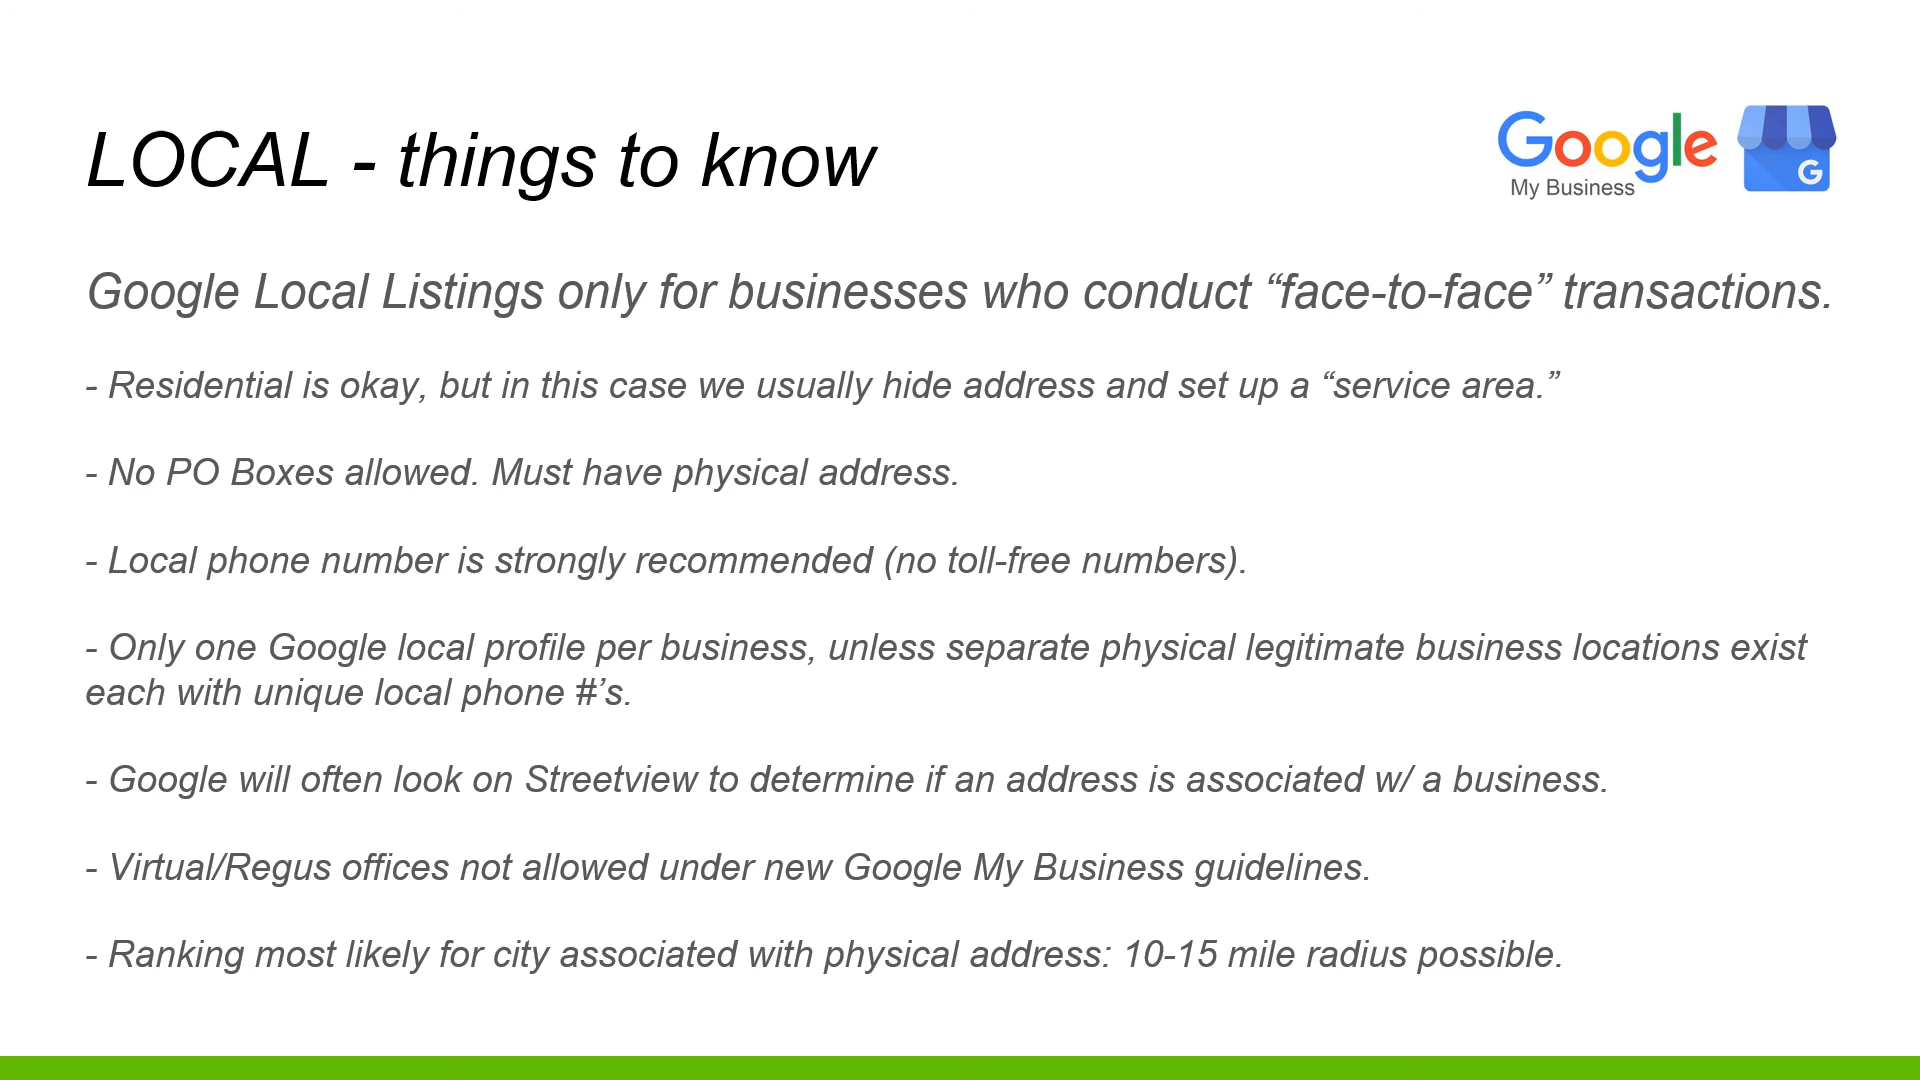 LOCAL - things to know
Google
My Business
G
Google Local Listings only for businesses who conduct “face-to-face” transactions.
- Residential is okay, but in this case we usually hide address and set up a “service area.”
- No PO Boxes allowed. Must have physical address.
- Local phone number is strongly recommended (no toll-free numbers).
- Only one Google local profile per business, unless separate physical legitimate business locations exist
each with unique local phone #’s.
- Google will often look on Streetview to determine if an address is associated w/ a business.
- Virtual/Regus offices not allowed under new Google My Business guidelines.
- Ranking most likely for city associated with physical address: 10-15 mile radius possible.